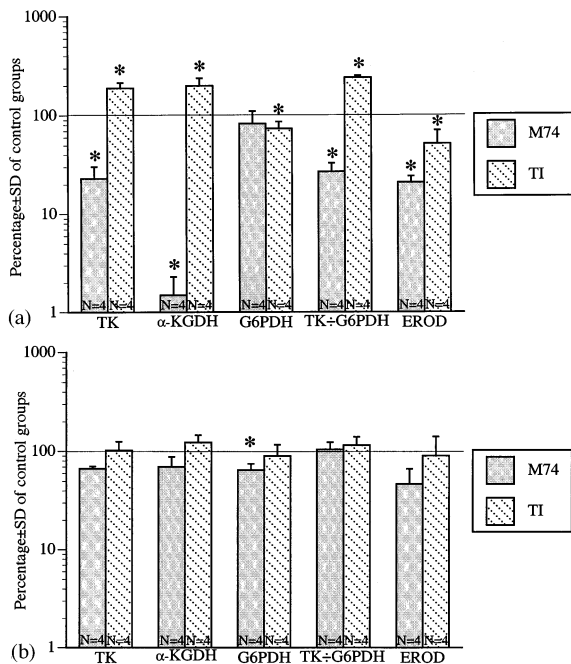 1000
100
10
1
Percentage±SD of control groups
* * * * * * * * *
N=4 N=4 N=4 N=4 N=4 N=4 N=4 N=4 N=4 N=4
TK α-KGDH G6PDH TK÷G6PDH EROD
(a)
M74
TI
1000
100
10
1
Percentage±SD of control groups
*
N=4 N=4 N=4 N=4 N=4 N=4 N=4 N=4 N=4 N=4
TK α-KGDH G6PDH TK÷G6PDH EROD
(b)
M74
TI